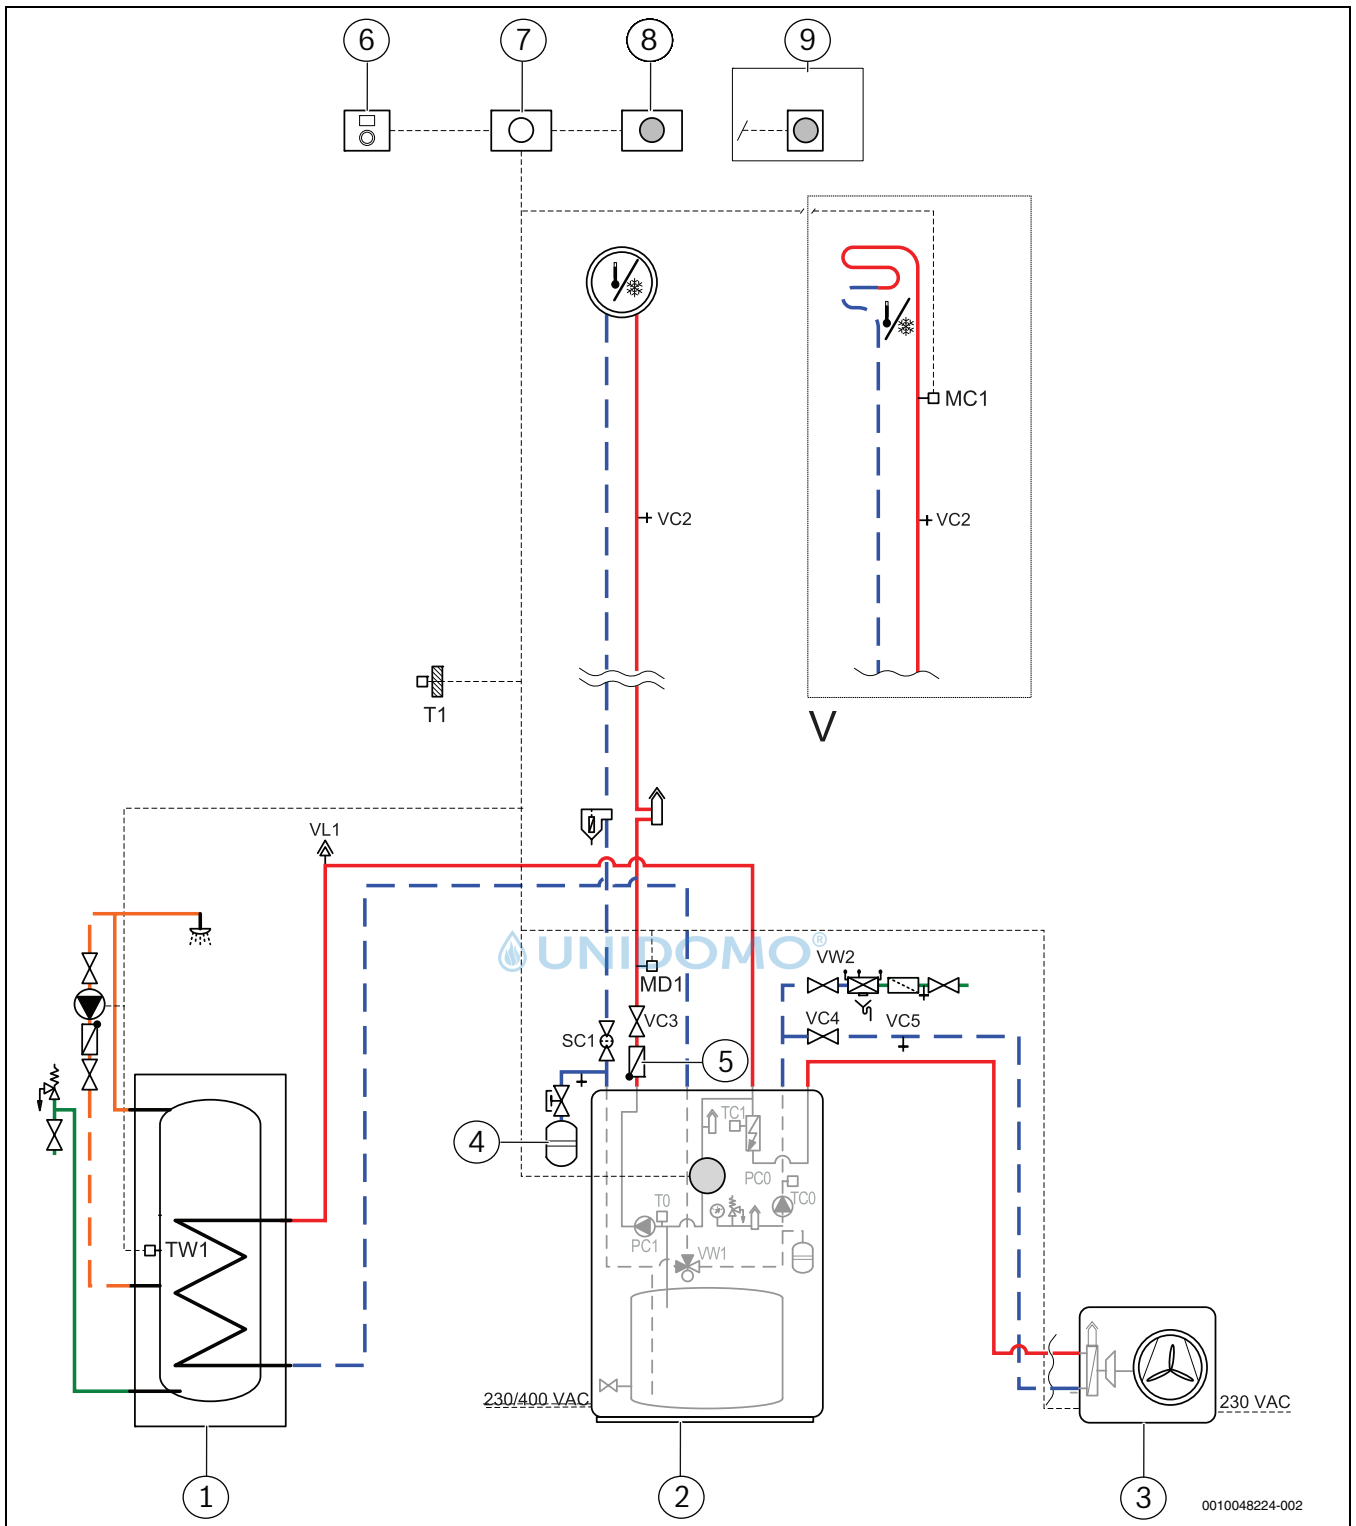 6
7
8
9
MC1
VC2
VC2
T1
V
VL1
UNIDOMO®
VW2
MD1
VC3
VC4
VC5
SC1
5
4
TC1
PC0
T0
TC0
PC1
VW1
TW1
230/400 VAC
230 VAC
1
2
3
0010048224-002